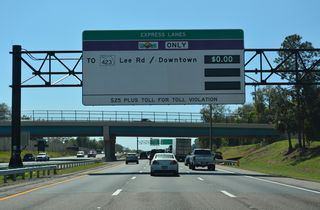 EXPRESS LANES
ONLY
TO 423 Lee Rd / Downtown $0.00
$25 PLUS TOLL FOR TOLL VIOLATION